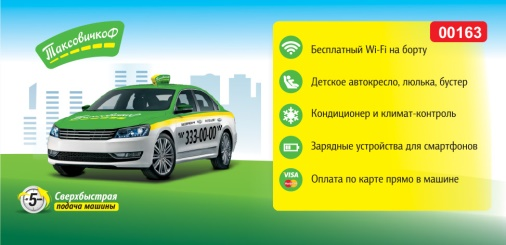 ТаксовичкоФ
333-00-00
5
Сверхбыстрая
подача машины
00163
Бесплатный Wi-Fi на борту
Детское автокресло, люлька, бустер
Кондиционер и климат-контроль
Зарядные устройства для смартфонов
VISA
Оплата по карте прямо в машине